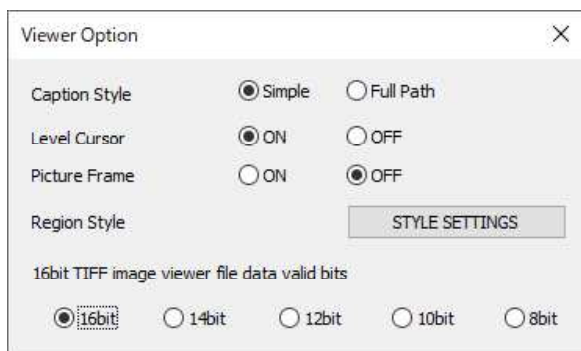 Viewer Option
Caption Style Simple Full Path
Level Cursor ON OFF
Picture Frame ON OFF
Region Style STYLE SETTINGS
16bit TIFF image viewer file data valid bits
16bit 14bit 12bit 10bit 8bit